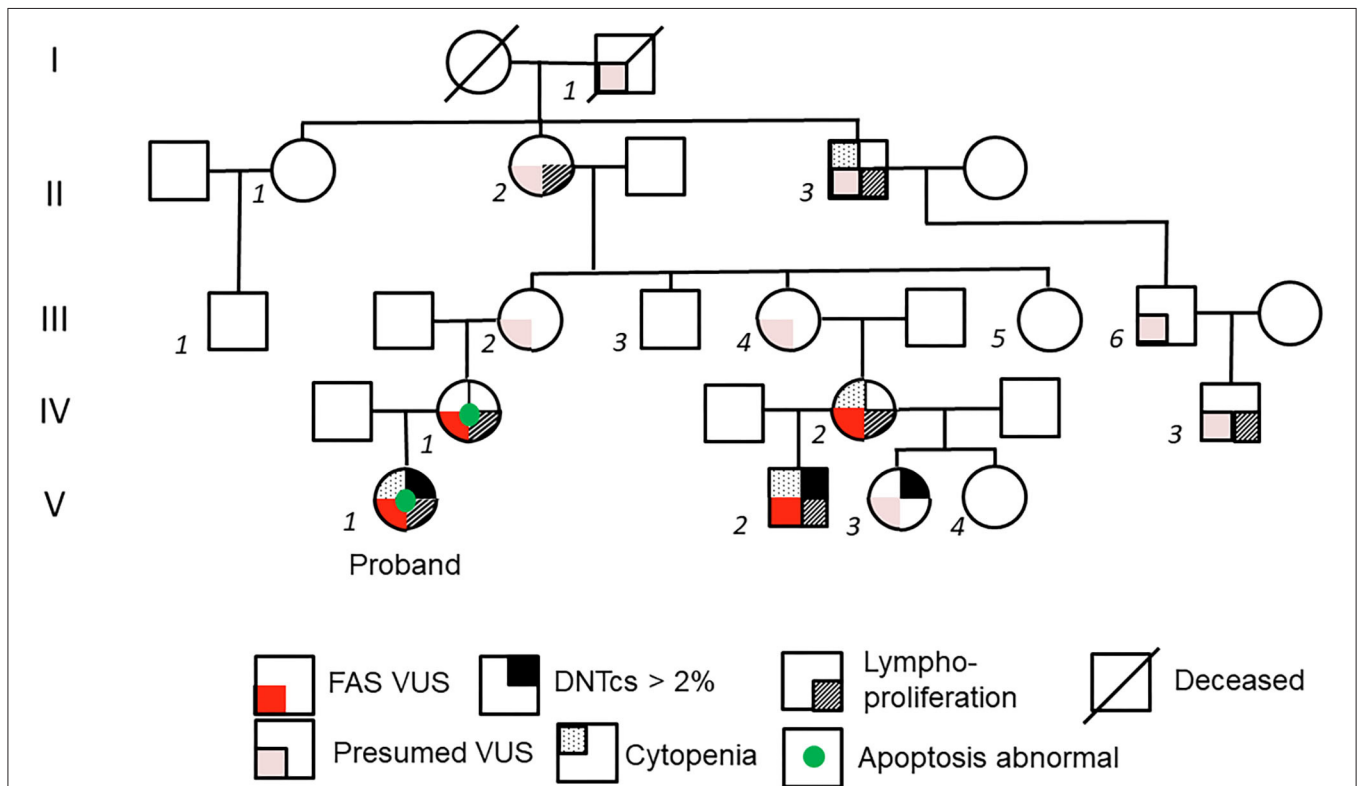 I
1
II
1
2
3
III
1
2
3
4
5
6
IV
1
2
3
V
1
2
3
4
Proband
FAS VUS
DNTcs > 2%
Lympho-
proliferation
Deceased
Presumed VUS
Cytopenia
Apoptosis abnormal